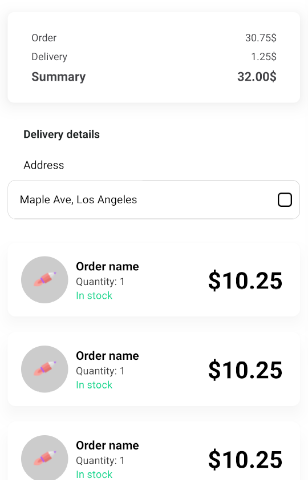 Order 30.75$
Delivery 1.25$
Summary 32.00$
Delivery details
Address
Maple Ave, Los Angeles
Order name
Quantity: 1
In stock
$10.25
Order name
Quantity: 1
In stock
$10.25
Order name
Quantity: 1
In stock
$10.25